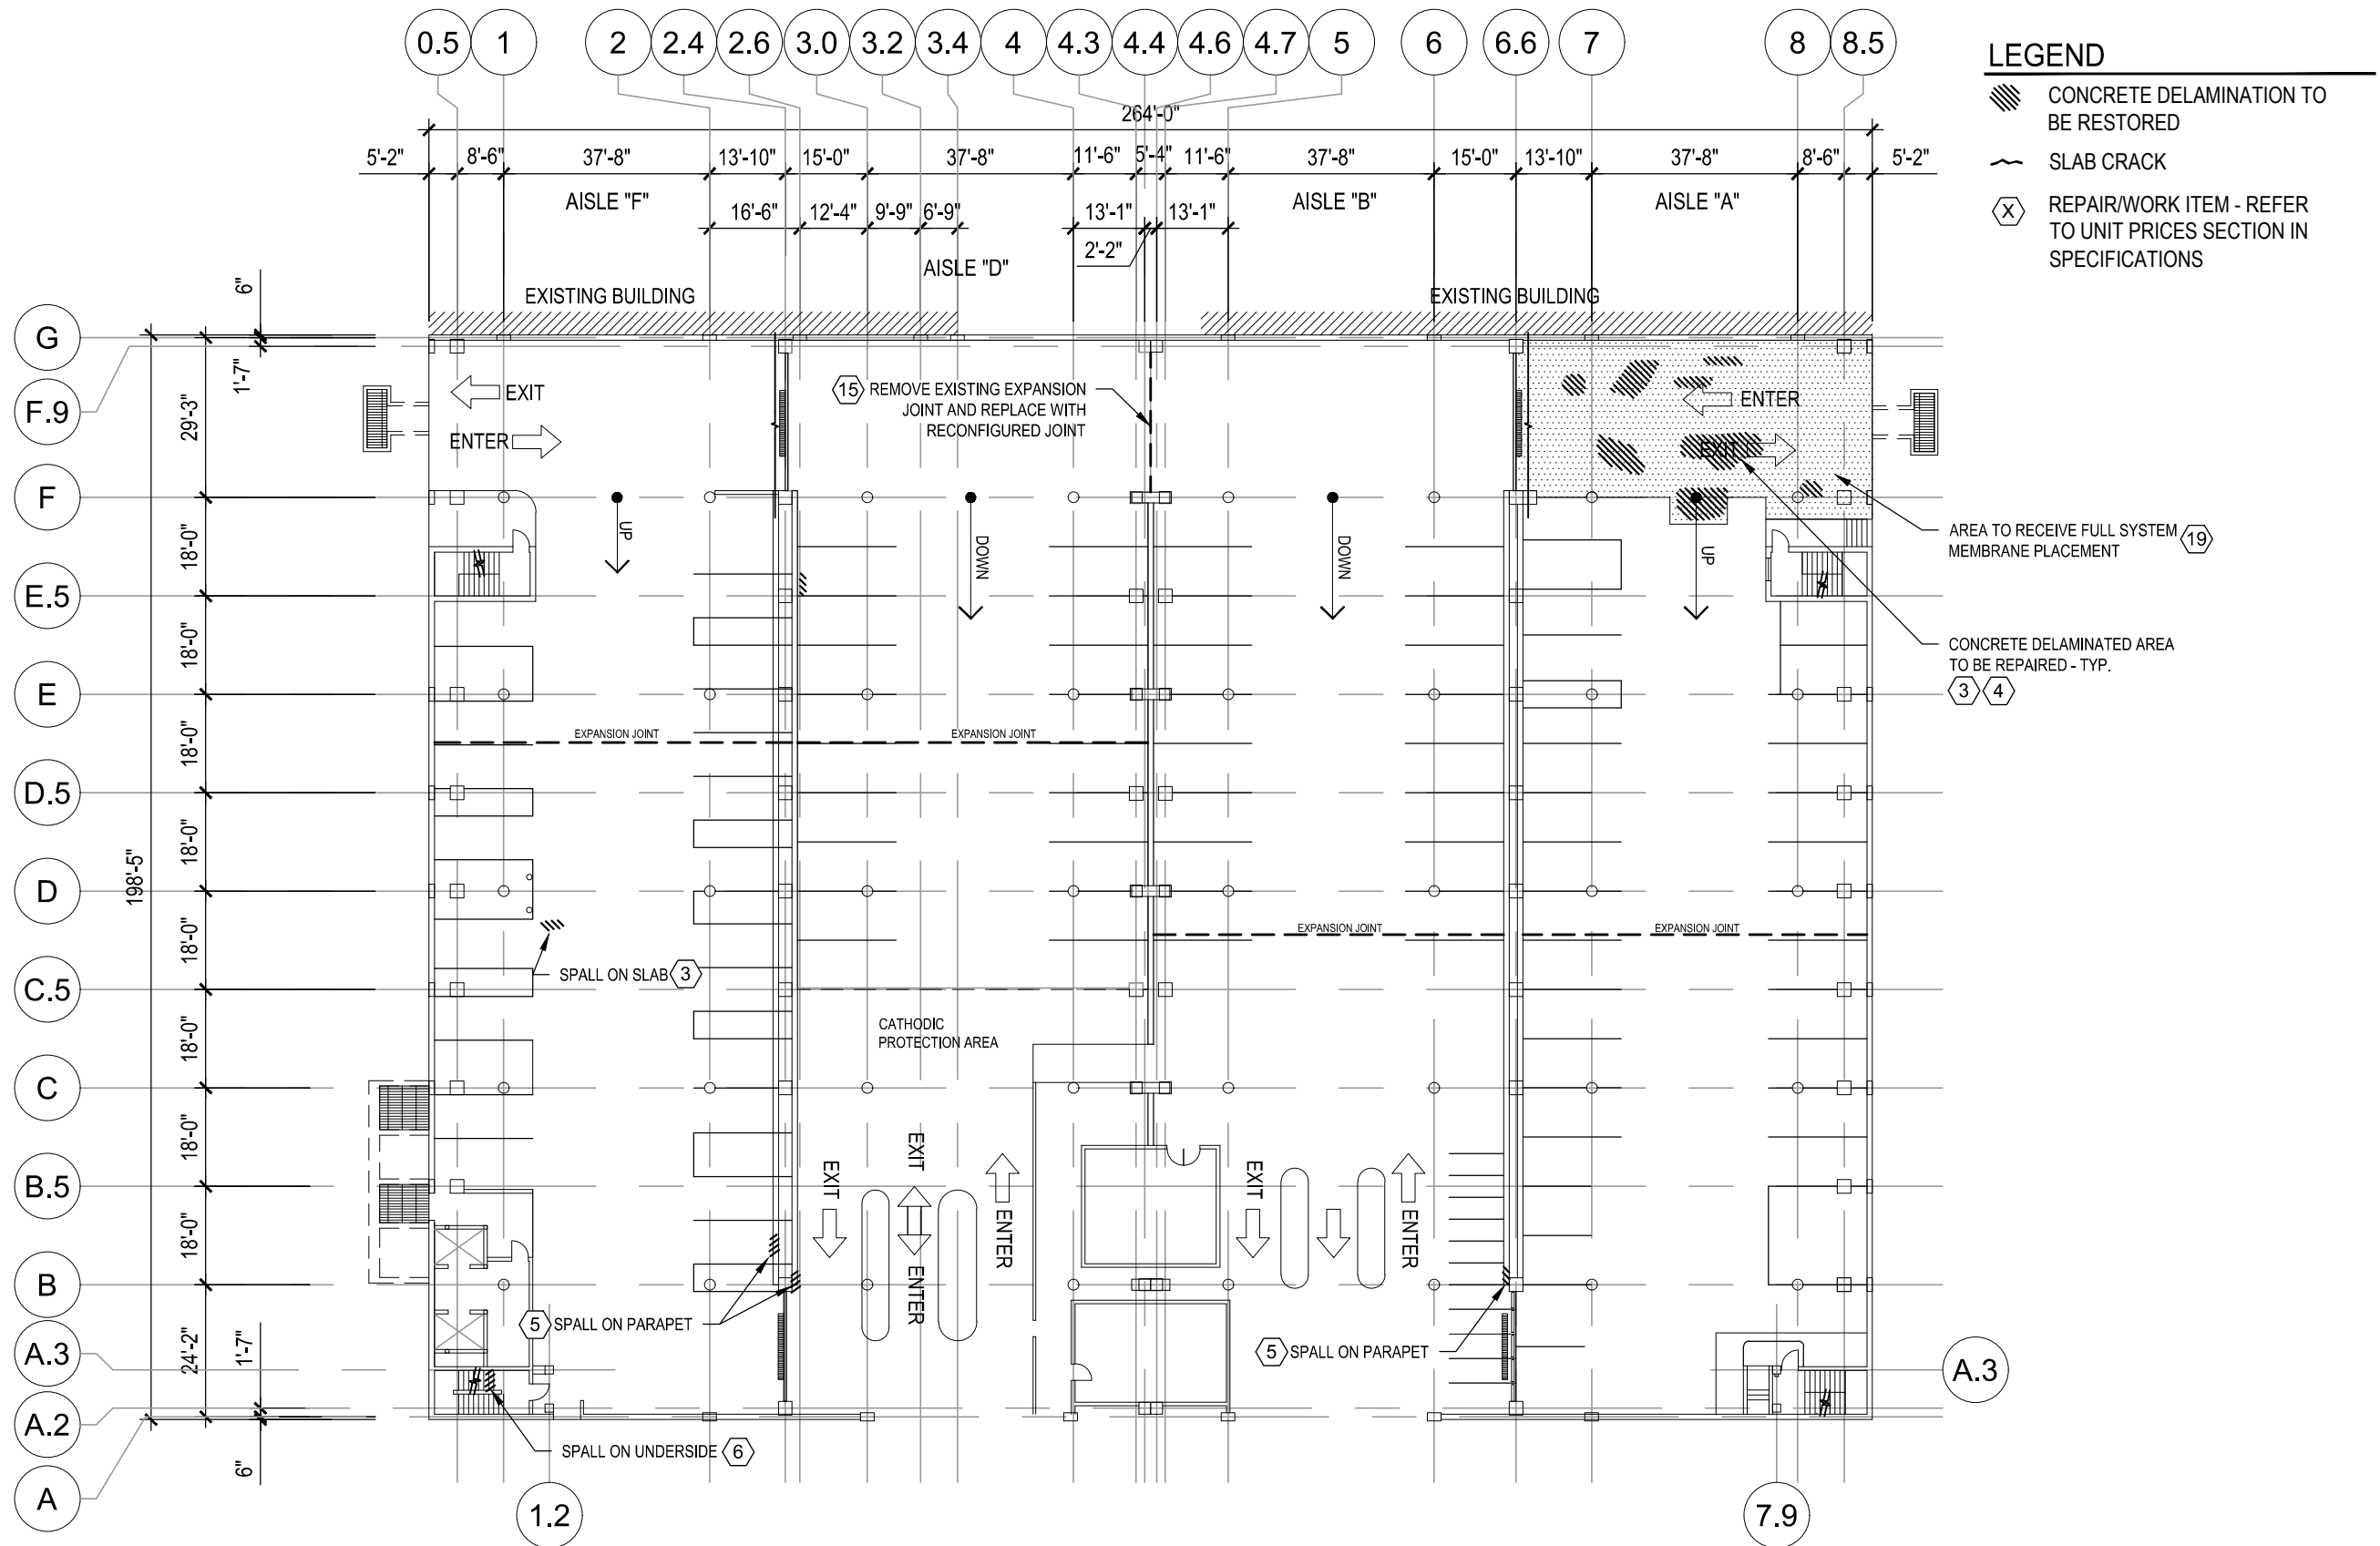 0.5 1 2 2.4 2.6 3.0 3.2 3.4 4 4.3 4.4 4.6 4.7 5 6 6.6 7 8 8.5
LEGEND
CONCRETE DELAMINATION TO
BE RESTORED
SLAB CRACK
X REPAIR/WORK ITEM - REFER
TO UNIT PRICES SECTION IN
SPECIFICATIONS
264'-0"
5'-2" 8'-6" 37'-8" 13'-10" 15'-0" 37'-8" 11'-6" 5'-4" 11'-6" 37'-8" 15'-0" 13'-10" 37'-8" 8'-6" 5'-2"
AISLE "F" AISLE "B" AISLE "A"
16'-6" 12'-4" 9'-9" 6'-9" 13'-1" 13'-1"
2'-2"
AISLE "D"
EXISTING BUILDING EXISTING BUILDING
6"
G
1'-7"
F.9
29'-3"
EXIT
ENTER
15 REMOVE EXISTING EXPANSION
JOINT AND REPLACE WITH
RECONFIGURED JOINT
ENTER
EXIT
F
UP DOWN DOWN UP
18'-0"
AREA TO RECEIVE FULL SYSTEM
MEMBRANE PLACEMENT
19
E.5
18'-0"
CONCRETE DELAMINATED AREA
TO BE REPAIRED - TYP.
3 4
E
18'-0"
EXPANSION JOINT EXPANSION JOINT
D.5
18'-0"
198'-5"
D
18'-0"
EXPANSION JOINT EXPANSION JOINT
SPALL ON SLAB 3
C.5
18'-0"
CATHODIC
PROTECTION AREA
C
18'-0"
EXIT EXIT ENTER EXIT ENTER
B.5
18'-0"
ENTER
B
5 SPALL ON PARAPET
5 SPALL ON PARAPET
24'-2"
1'-7"
A.3 A.3
A.2
SPALL ON UNDERSIDE 6
6"
A
1.2 7.9